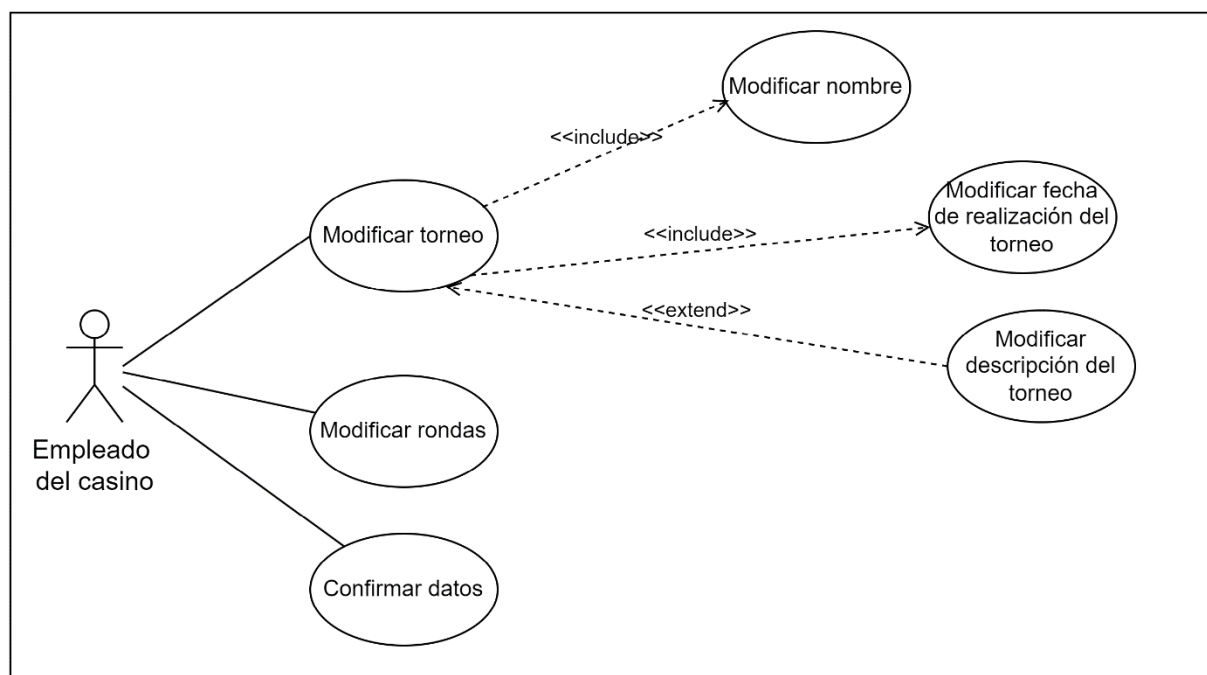 Modificar nombre
<<include>>
Modificar torneo
Modificar fecha
de realización del
torneo
<<include>>
<<extend>>
Modificar
descripción del
torneo
Modificar rondas
Empleado
del casino
Confirmar datos